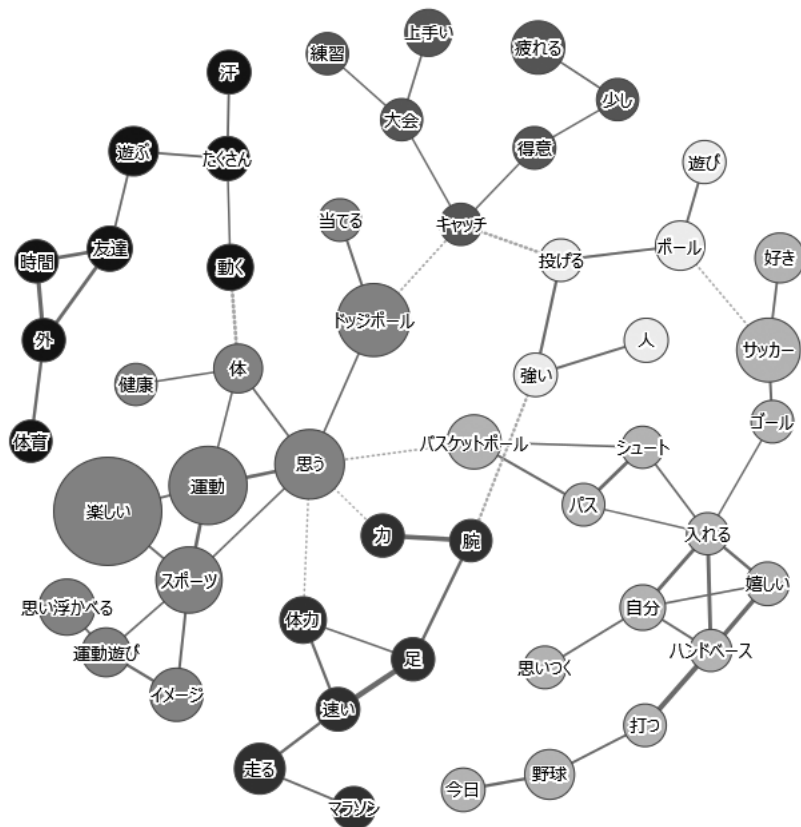 上手い
練習
疲れる
汗
少し
大会
得意
遊ぶ
たくさん
遊び
当てる
キャッチ
友達
時間
動く
投げる
ボール
好き
ドッジボール
外
人
サッカー
体
健康
強い
ゴール
体育
バスケットボール
シュート
思う
運動
楽しい
パス
入れる
力
腕
スポーツ
嬉しい
思い浮かべる
自分
体力
運動遊び
足
ハンドベース
思いつく
イメージ
速い
打つ
走る
野球
今日
マラソン